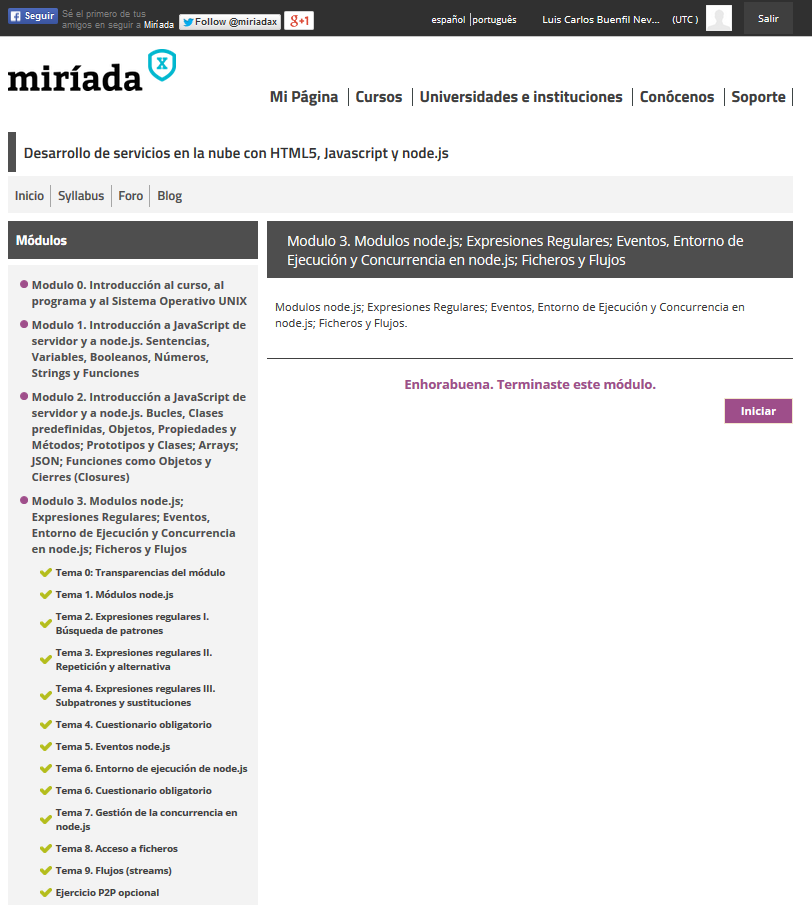 Seguir
Sé el primero de tus
amigos en seguir a Miríada
Follow @miriadax
g+1
español
português
Luis Carlos Buenfil Nev...
(UTC )
Salir
miríada X
Mi Página
Cursos
Universidades e instituciones
Conócenos
Soporte
Desarrollo de servicios en la nube con HTML5, Javascript y node.js
Inicio
Syllabus
Foro
Blog
Módulos
Modulo 0. Introducción al curso, al
programa y al Sistema Operativo UNIX
Modulo 1. Introducción a JavaScript de
servidor y a node.js. Sentencias,
Variables, Booleanos, Números,
Strings y Funciones
Modulo 2. Introducción a JavaScript de
servidor y a node.js. Bucles, Clases
predefinidas, Objetos, Propiedades y
Métodos; Prototipos y Clases; Arrays;
JSON; Funciones como Objetos y
Cierres (Closures)
Modulo 3. Modulos node.js;
Expresiones Regulares; Eventos,
Entorno de Ejecución y Concurrencia
en node.js; Ficheros y Flujos
Tema 0: Transparencias del módulo
Tema 1. Módulos node.js
Tema 2. Expresiones regulares I.
Búsqueda de patrones
Tema 3. Expresiones regulares II.
Repetición y alternativa
Tema 4. Expresiones regulares III.
Subpatrones y sustituciones
Tema 4. Cuestionario obligatorio
Tema 5. Eventos node.js
Tema 6. Entorno de ejecución de node.js
Tema 6. Cuestionario obligatorio
Tema 7. Gestión de la concurrencia en
node.js
Tema 8. Acceso a ficheros
Tema 9. Flujos (streams)
Ejercicio P2P opcional
Modulo 3. Modulos node.js; Expresiones Regulares; Eventos, Entorno de
Ejecución y Concurrencia en node.js; Ficheros y Flujos
Modulos node.js; Expresiones Regulares; Eventos, Entorno de Ejecución y Concurrencia en
node.js; Ficheros y Flujos.
Enhorabuena. Terminaste este módulo.
Iniciar